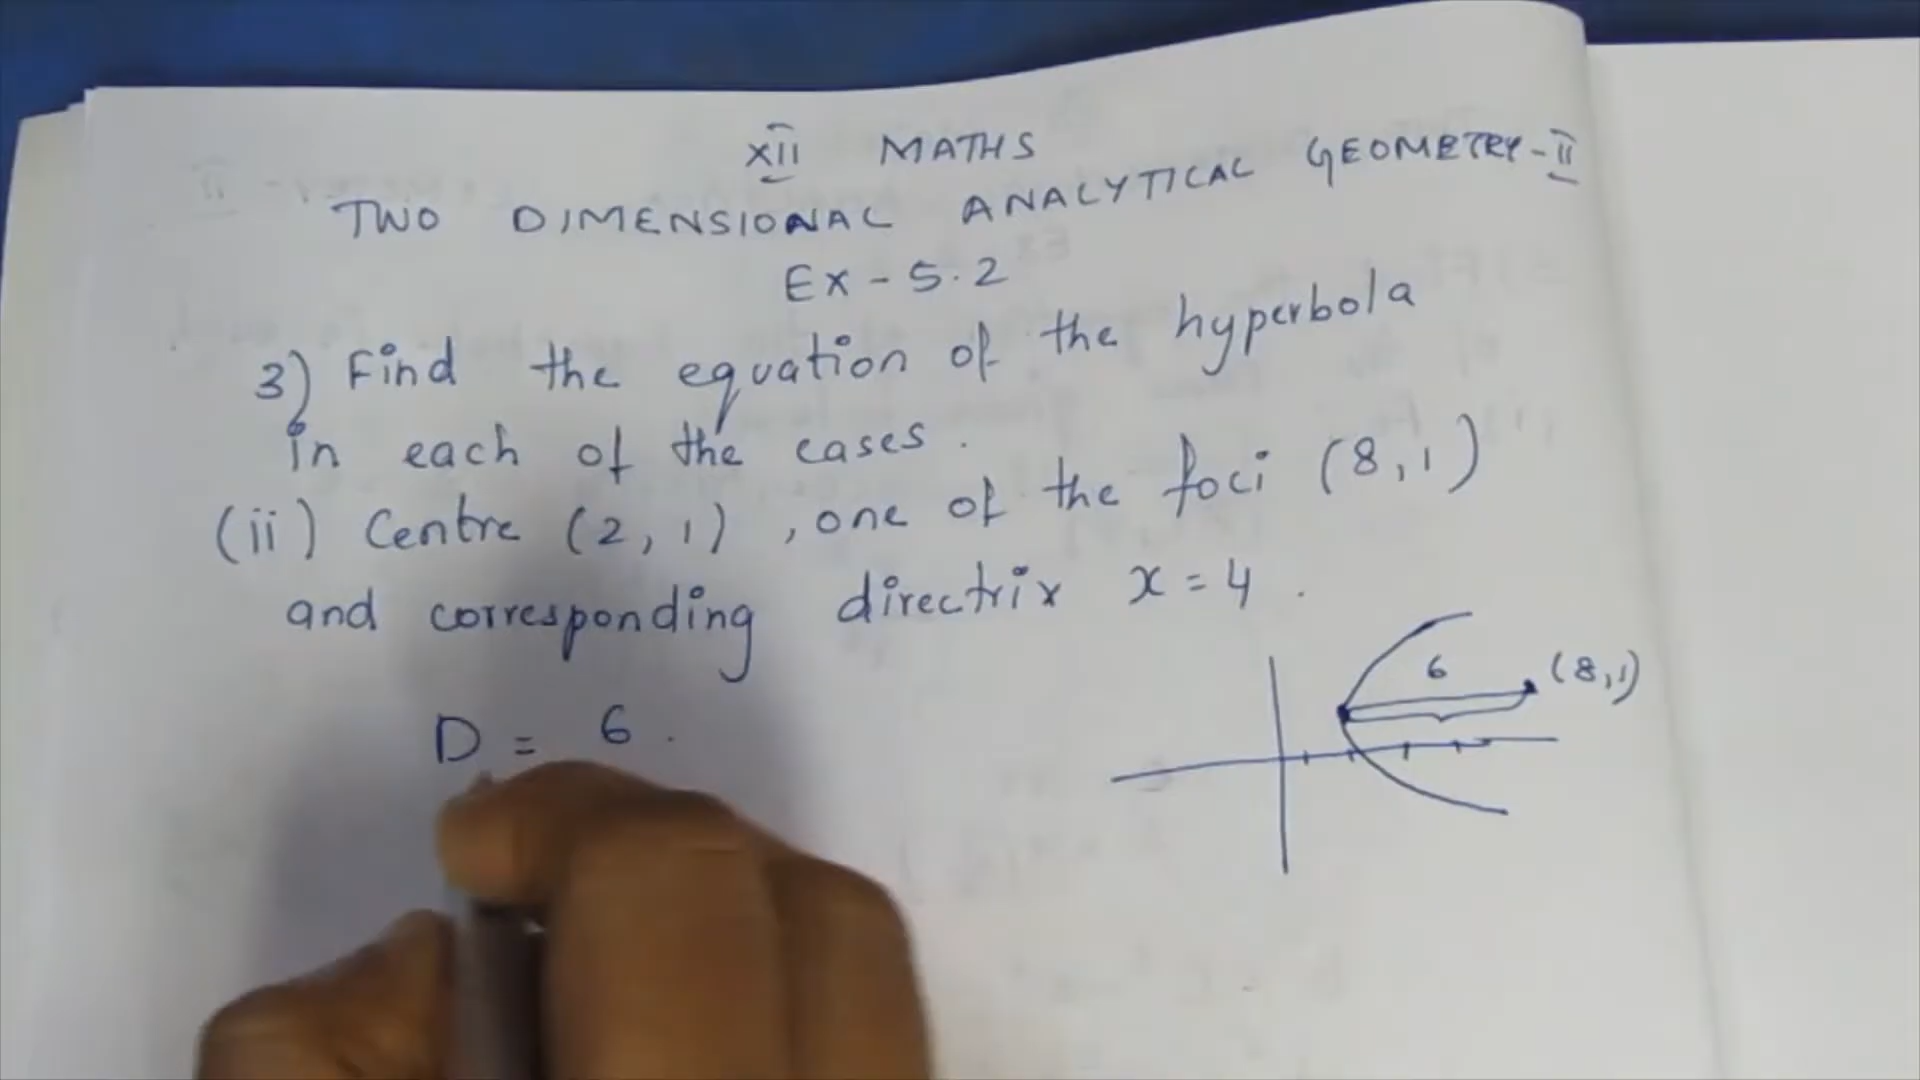 XII MATHS
TWO DIMENSIONAL ANALYTICAL GEOMETRY-II
EX-5.2
3) Find the equation of the hyperbola
in each of the cases.
(ii) Centre (2,1), one of the foci (8,1)
and corresponding directrix x=4.
6 (8,1)
D = 6.